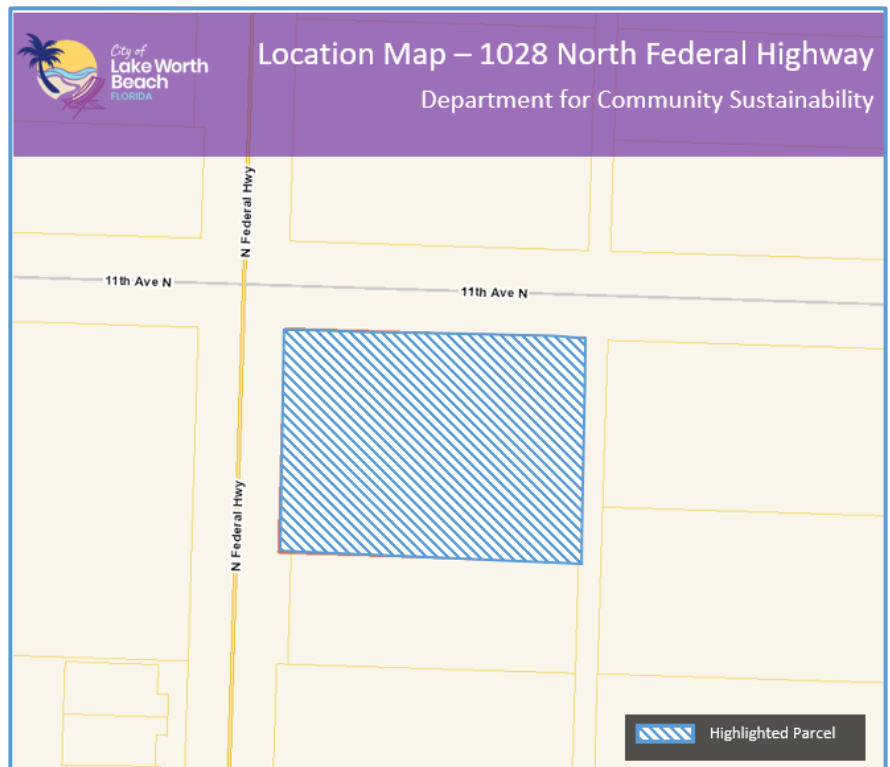 City of
Lake Worth
Beach
FLORIDA
Location Map – 1028 North Federal Highway
Department for Community Sustainability
N Federal Hwy
11th Ave N
11th Ave N
N Federal Hwy
Highlighted Parcel